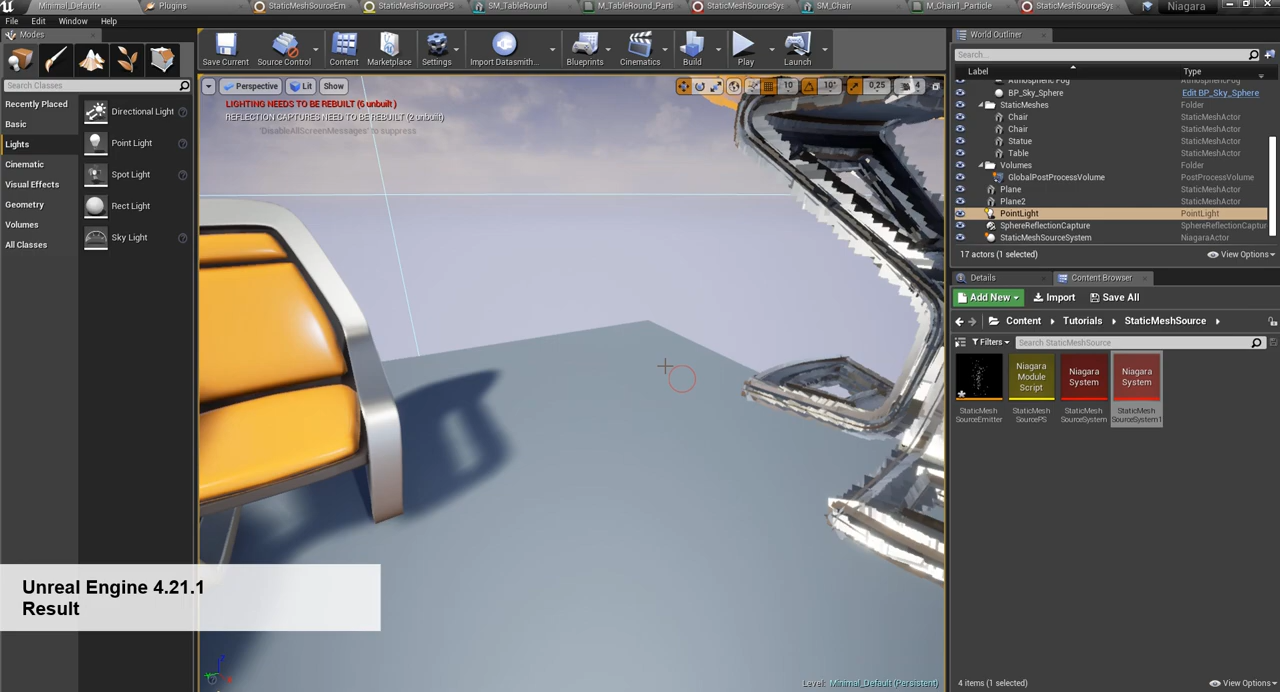 Minimal_Default*
Plugins
StaticMeshSourceEm
StaticMeshSourcePS
SM_TableRound
M_TableRound_Parti
StaticMeshSourceSy
SM_Chair
M_Chair1_Particle
StaticMeshSourceSy
Niagara
File Edit Window Help
Modes
Search Classes
Recently Placed
Basic
Lights
Cinematic
Visual Effects
Geometry
Volumes
All Classes
Directional Light
Point Light
Spot Light
Rect Light
Sky Light
Save Current
Source Control
Content
Marketplace
Settings
Import Datasmith...
Blueprints
Cinematics
Build
Play
Launch
Perspective
Lit
Show
10
10°
0,25
4
LIGHTING NEEDS TO BE REBUILT (6 unbuilt )
REFLECTION CAPTURES NEED TO BE REBUILT (2 unbuilt)
'DisableAllScreenMessages' to suppress
Unreal Engine 4.21.1
Result
Level: Minimal_Default (Persistent)
World Outliner
Search...
Label Type
Atmospheric Fog
BP_Sky_Sphere Edit BP_Sky_Sphere
StaticMeshes Folder
Chair StaticMeshActor
Chair StaticMeshActor
Statue StaticMeshActor
Table StaticMeshActor
Volumes Folder
GlobalPostProcessVolume PostProcessVolume
Plane StaticMeshActor
Plane2 StaticMeshActor
PointLight PointLight
SphereReflectionCapture SphereReflectionCaptur
StaticMeshSourceSystem NiagaraActor
17 actors (1 selected)
View Options
Details
Content Browser
Add New
Import
Save All
Content
Tutorials
StaticMeshSource
Filters
Search StaticMeshSource
Niagara
Module
Script
Niagara
System
Niagara
System
StaticMesh
SourceEmitter
StaticMesh
SourcePS
StaticMesh
SourceSystem
StaticMesh
SourceSystem1
4 items (1 selected)
View Options